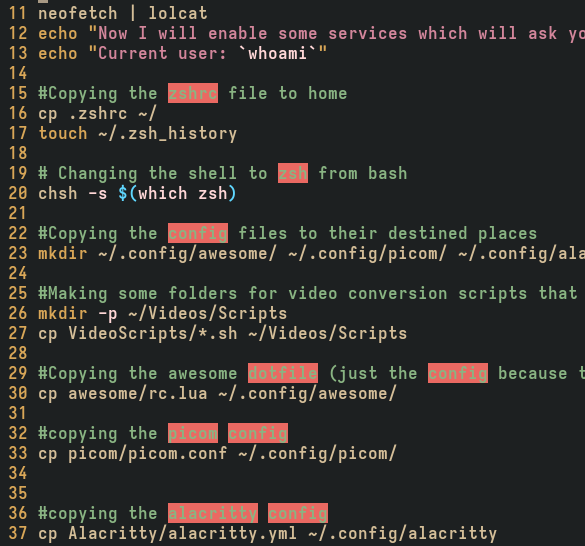 11 neofetch | lolcat
12 echo "Now I will enable some services which will ask yo
13 echo "Current user: `whoami`"
14
15 #Copying the zshrc file to home
16 cp .zshrc ~/
17 touch ~/.zsh_history
18
19 # Changing the shell to zsh from bash
20 chsh -s $(which zsh)
21
22 #Copying the config files to their destined places
23 mkdir ~/.config/awesome/ ~/.config/picom/ ~/.config/ala
24
25 #Making some folders for video conversion scripts that
26 mkdir -p ~/Videos/Scripts
27 cp VideoScripts/*.sh ~/Videos/Scripts
28
29 #Copying the awesome dotfile (just the config because t
30 cp awesome/rc.lua ~/.config/awesome/
31
32 #copying the picom config
33 cp picom/picom.conf ~/.config/picom/
34
35
36 #copying the alacritty config
37 cp Alacritty/alacritty.yml ~/.config/alacritty